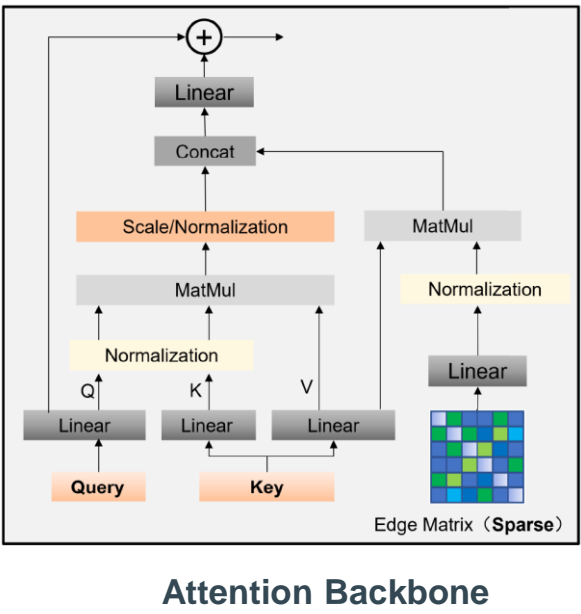 +
Linear
Concat
Scale/Normalization
MatMul
MatMul
Normalization
Normalization
Q
K
V
Linear
Linear
Linear
Linear
Query
Key
Edge Matrix（Sparse）
Attention Backbone